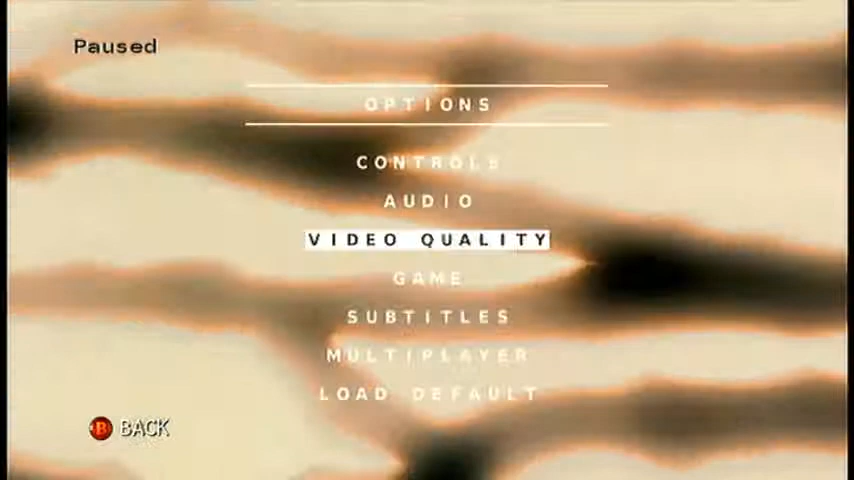 Paused
OPTIONS
CONTROLS
AUDIO
VIDEO QUALITY
GAME
SUBTITLES
MULTIPLAYER
LOAD DEFAULT
B BACK